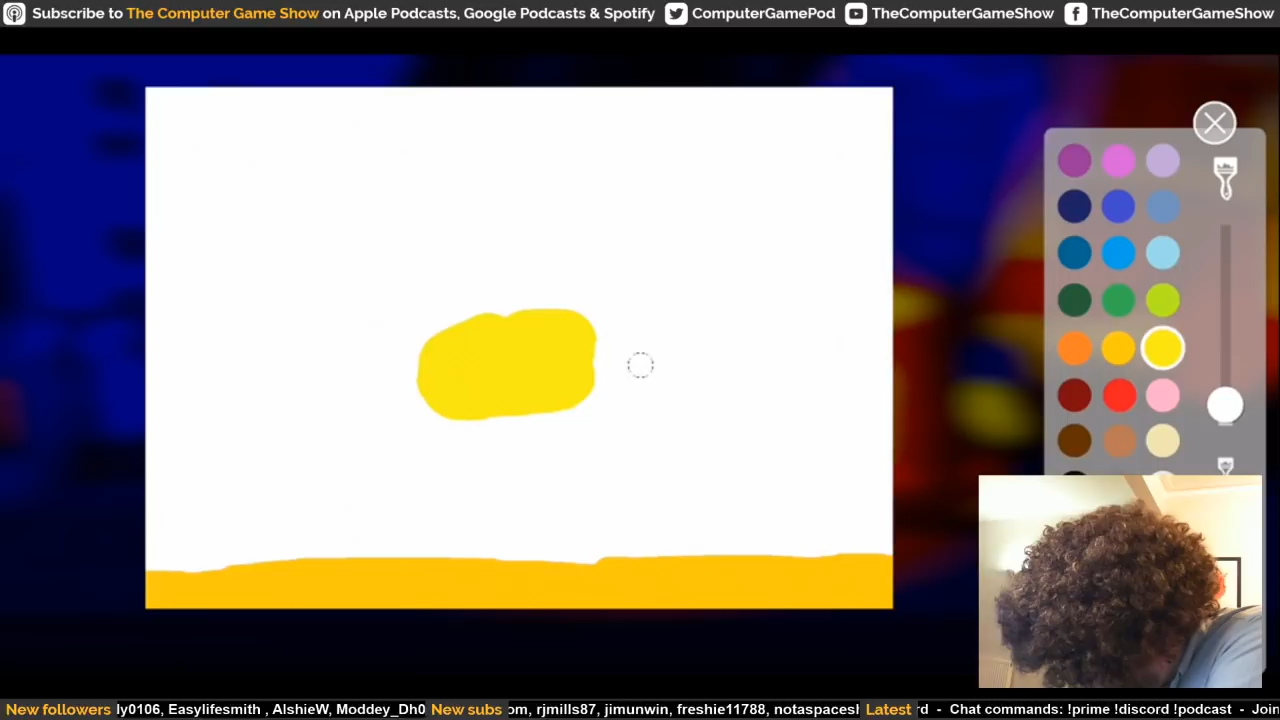 Subscribe to The Computer Game Show on Apple Podcasts, Google Podcasts & Spotify ComputerGamePod TheComputerGameShow TheComputerGameShow
New followers ly0106, Easylifesmith , AlshieW, Moddey_Dh0 New subs om, rjmills87, jimunwin, freshie11788, notaspacesh Latest rd - Chat commands: !prime !discord !podcast - Join